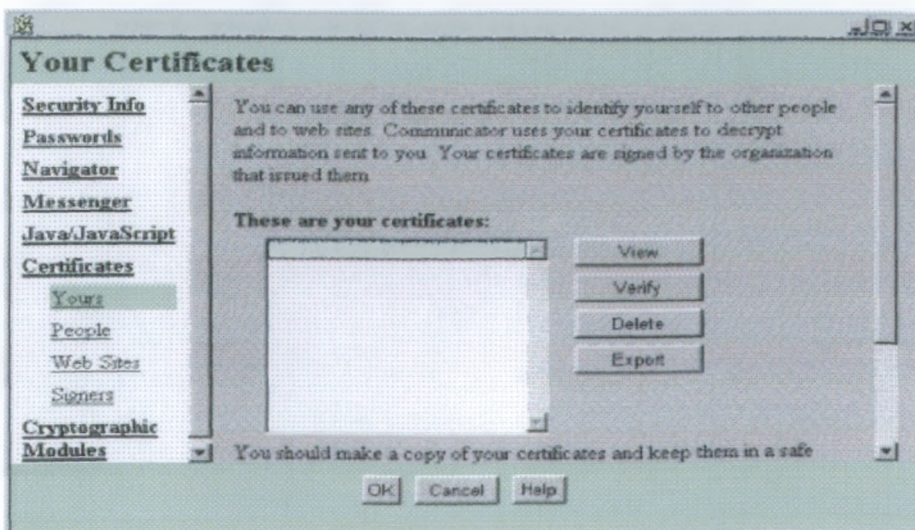 Your Certificates
Security Info
Passwords
Navigator
Messenger
Java/JavaScript
Certificates
Yours
People
Web Sites
Signers
Cryptographic
Modules
You can use any of these certificates to identify yourself to other people
and to web sites. Communicator uses your certificates to decrypt
information sent to you. Your certificates are signed by the organization
that issued them.
These are your certificates:
View
Verify
Delete
Export
You should make a copy of your certificates and keep them in a safe
OK
Cancel
Help